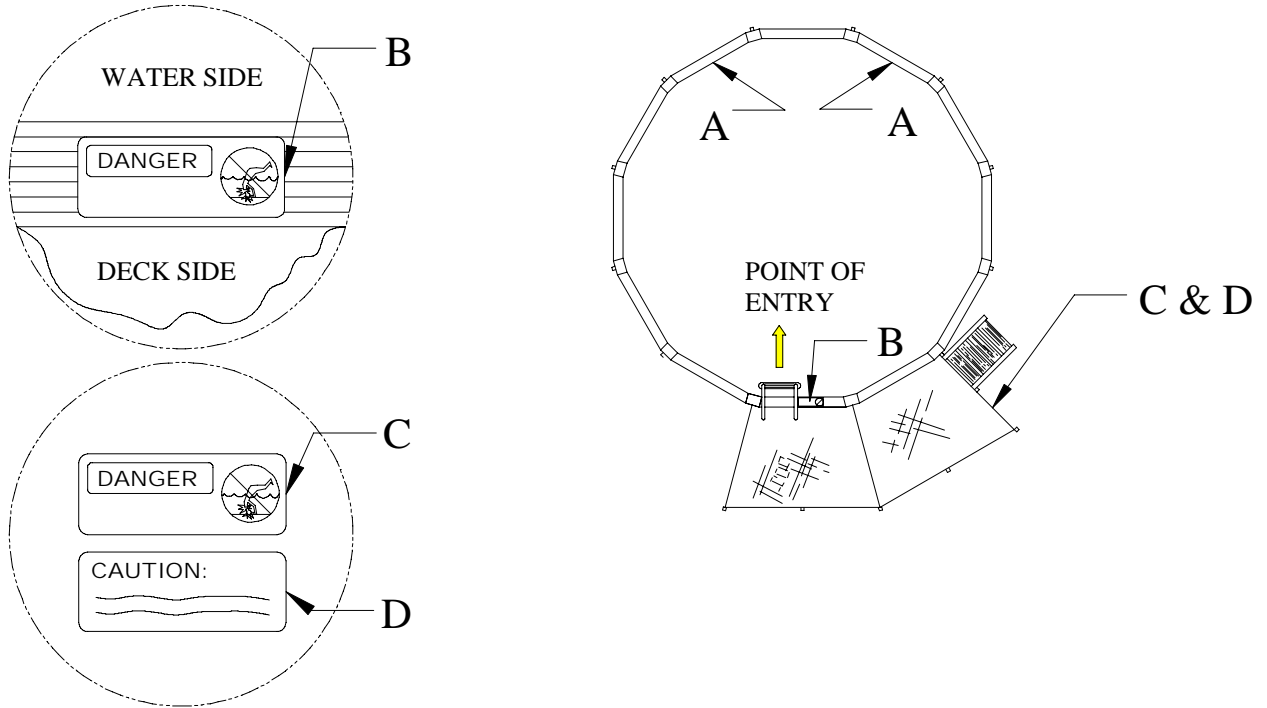 WATER SIDE
B
DANGER
DECK SIDE
C
DANGER
CAUTION:
D
A
A
POINT OF
ENTRY
B
C & D